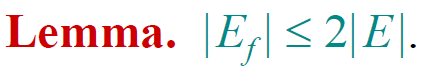 Lemma. |E_f| ≤ 2|E|.